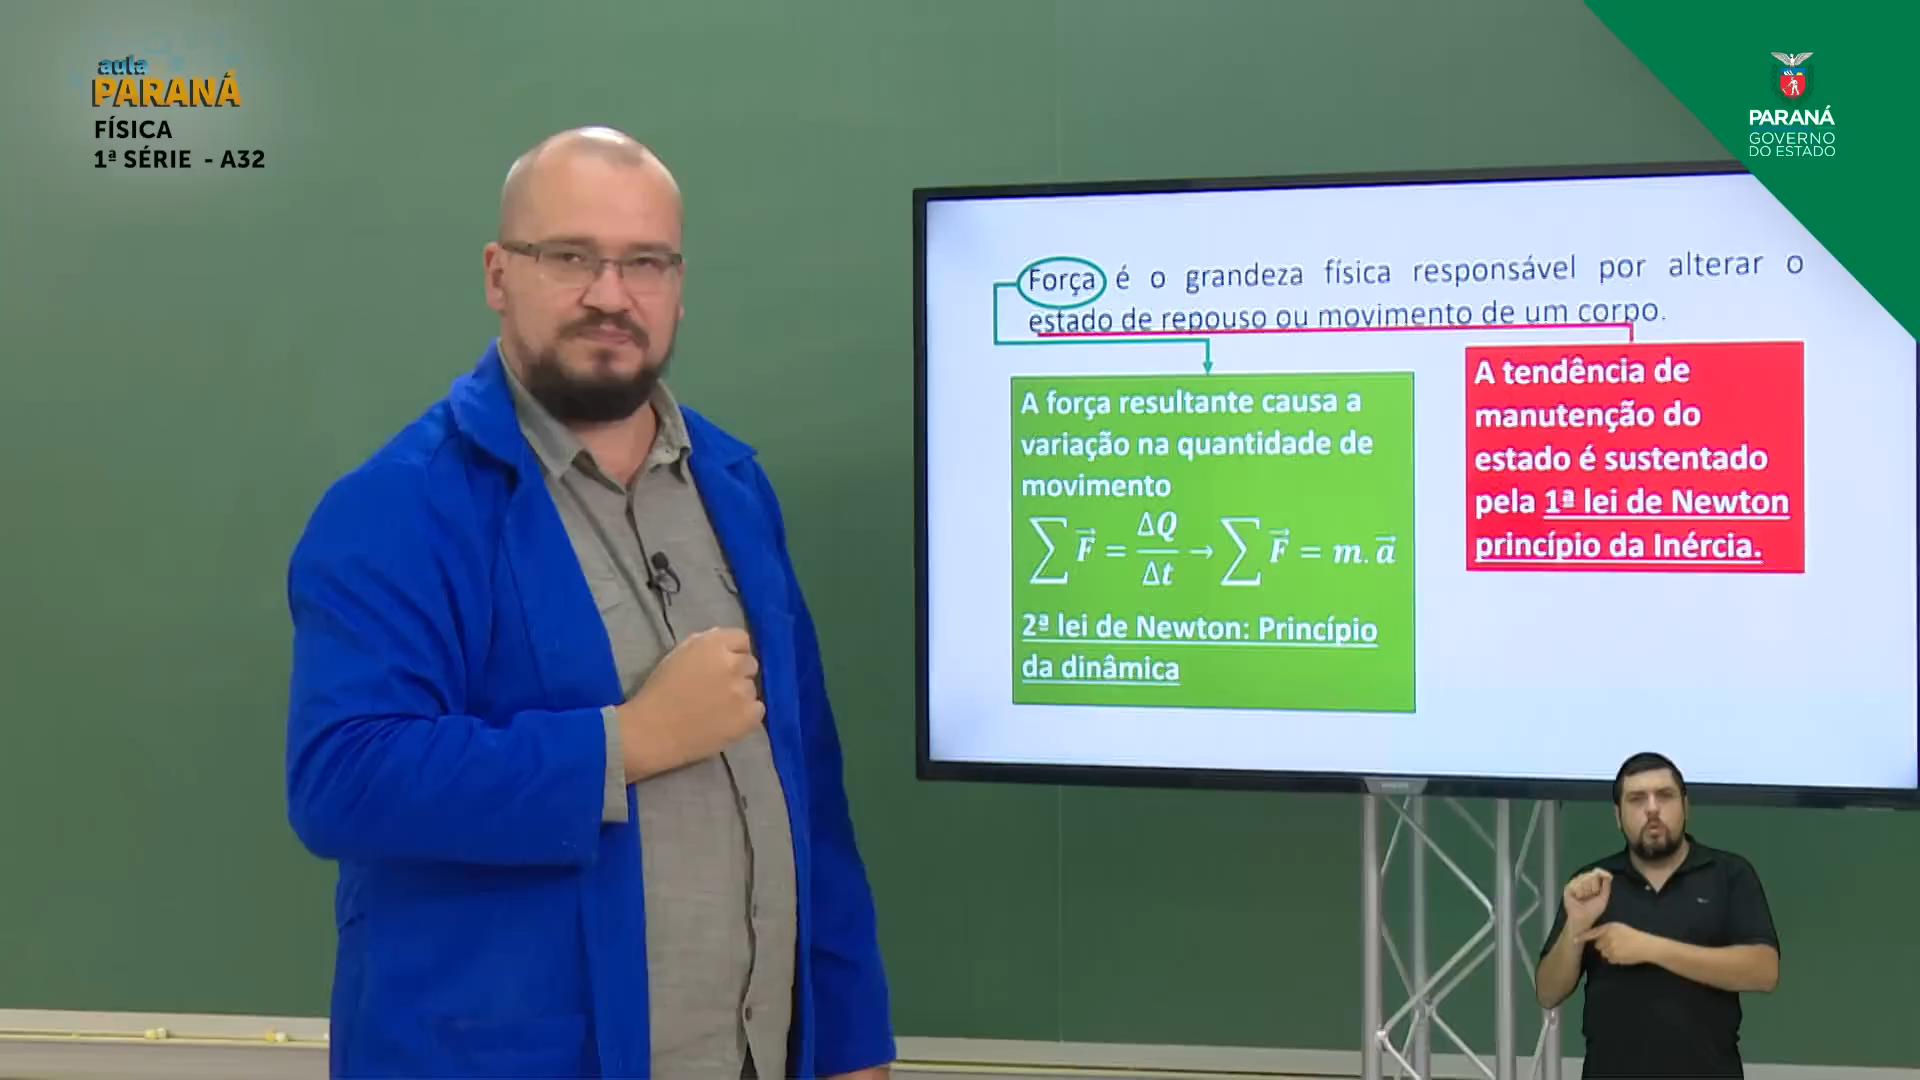 aula
PARANÁ
FÍSICA
1ª SÉRIE - A32
PARANÁ
GOVERNO
DO ESTADO
Força é o grandeza física responsável por alterar o
estado de repouso ou movimento de um corpo.
A força resultante causa a
variação na quantidade de
movimento
∑ F⃗ = ΔQ/Δt → ∑ F⃗ = m. a⃗
2ª lei de Newton: Princípio
da dinâmica
A tendência de
manutenção do
estado é sustentado
pela 1ª lei de Newton
princípio da Inércia.